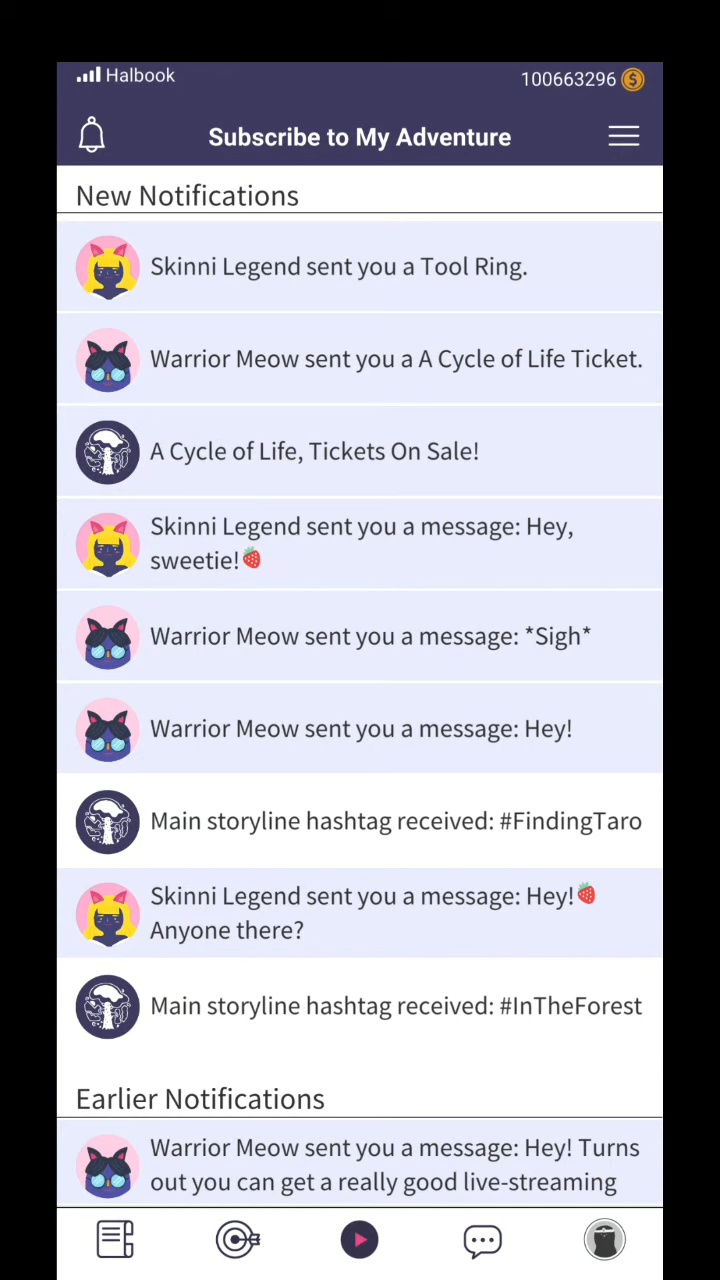 Halbook
100663296
Subscribe to My Adventure
New Notifications
Skinni Legend sent you a Tool Ring.
Warrior Meow sent you a A Cycle of Life Ticket.
A Cycle of Life, Tickets On Sale!
Skinni Legend sent you a message: Hey,
sweetie!🍓
Warrior Meow sent you a message: *Sigh*
Warrior Meow sent you a message: Hey!
Main storyline hashtag received: #FindingTaro
Skinni Legend sent you a message: Hey!🍓
Anyone there?
Main storyline hashtag received: #InTheForest
Earlier Notifications
Warrior Meow sent you a message: Hey! Turns
out you can get a really good live-streaming